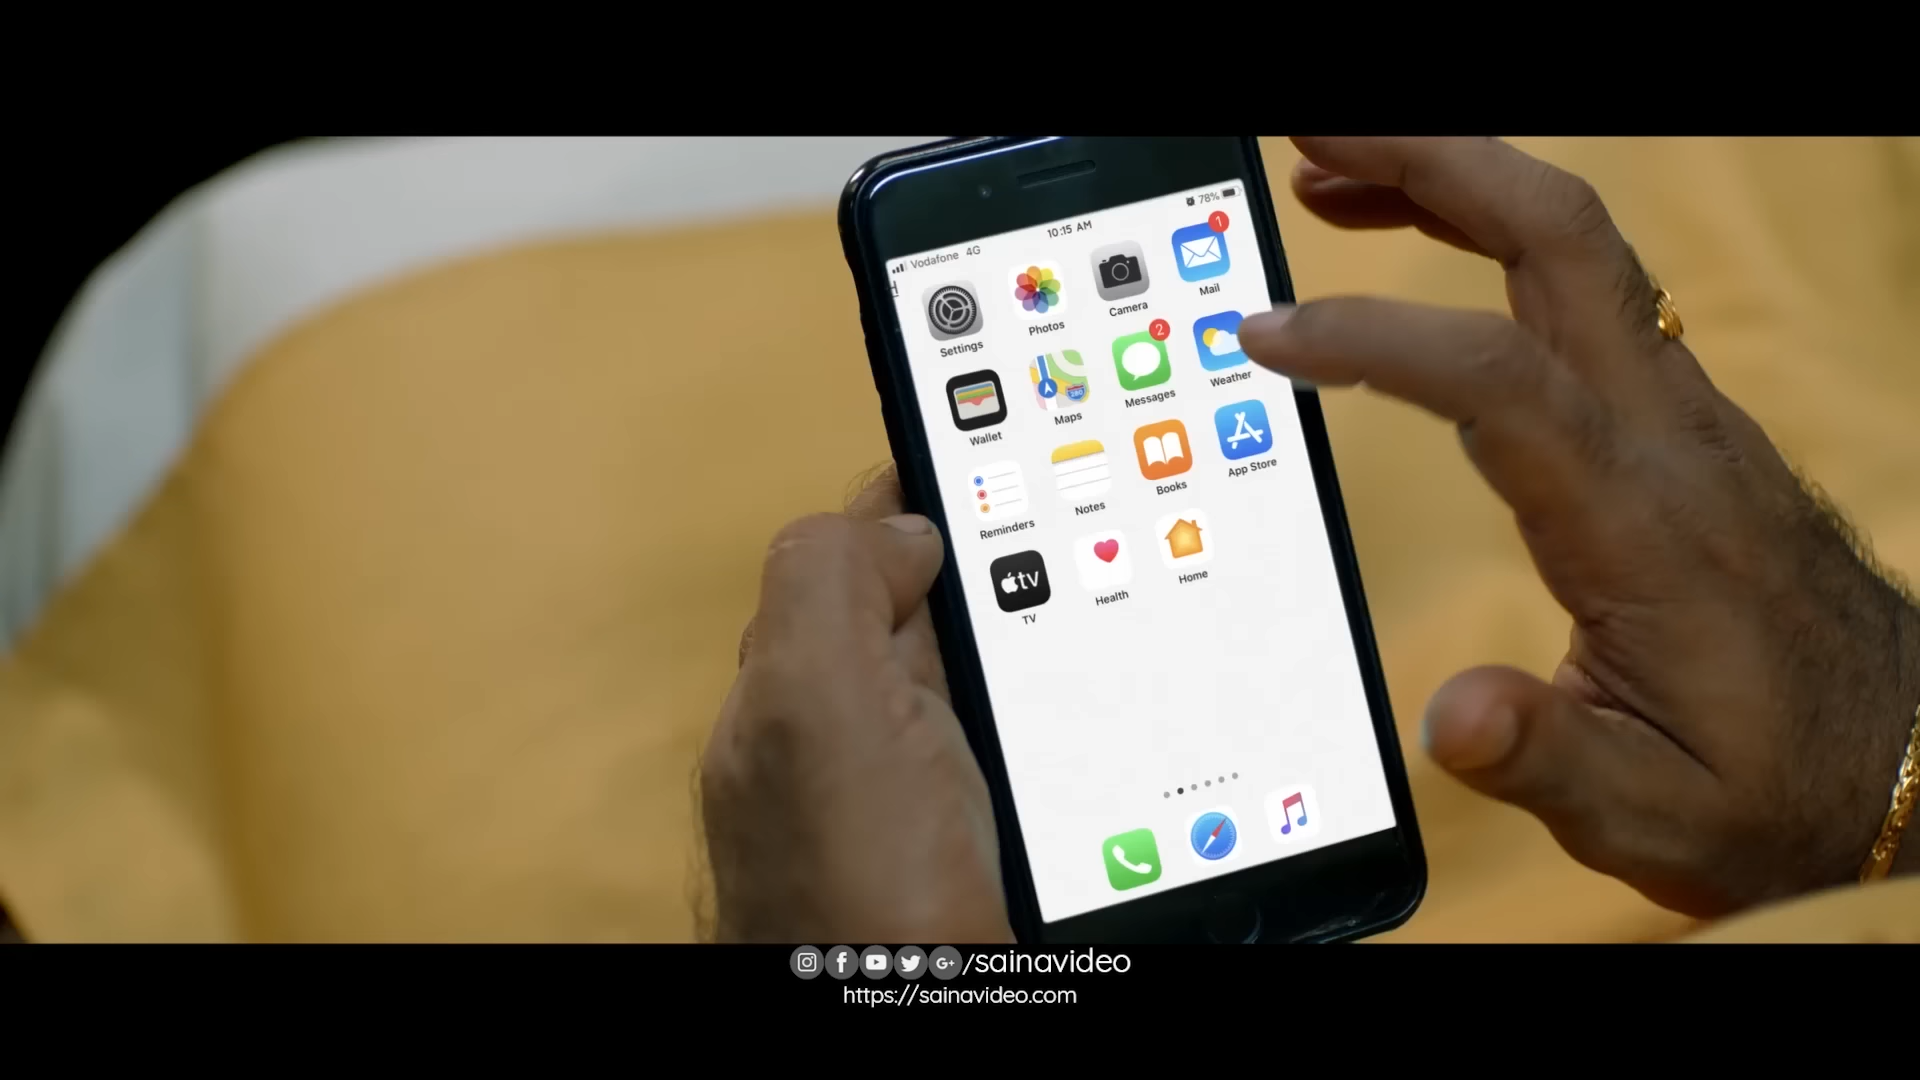 Vodafone 4G
10:15 AM
78%
Settings
Photos
Camera
1
Mail
Wallet
Maps
280
2
Messages
Weather
Reminders
Notes
Books
App Store
tv
TV
Health
Home
/sainavideo
https://sainavideo.com